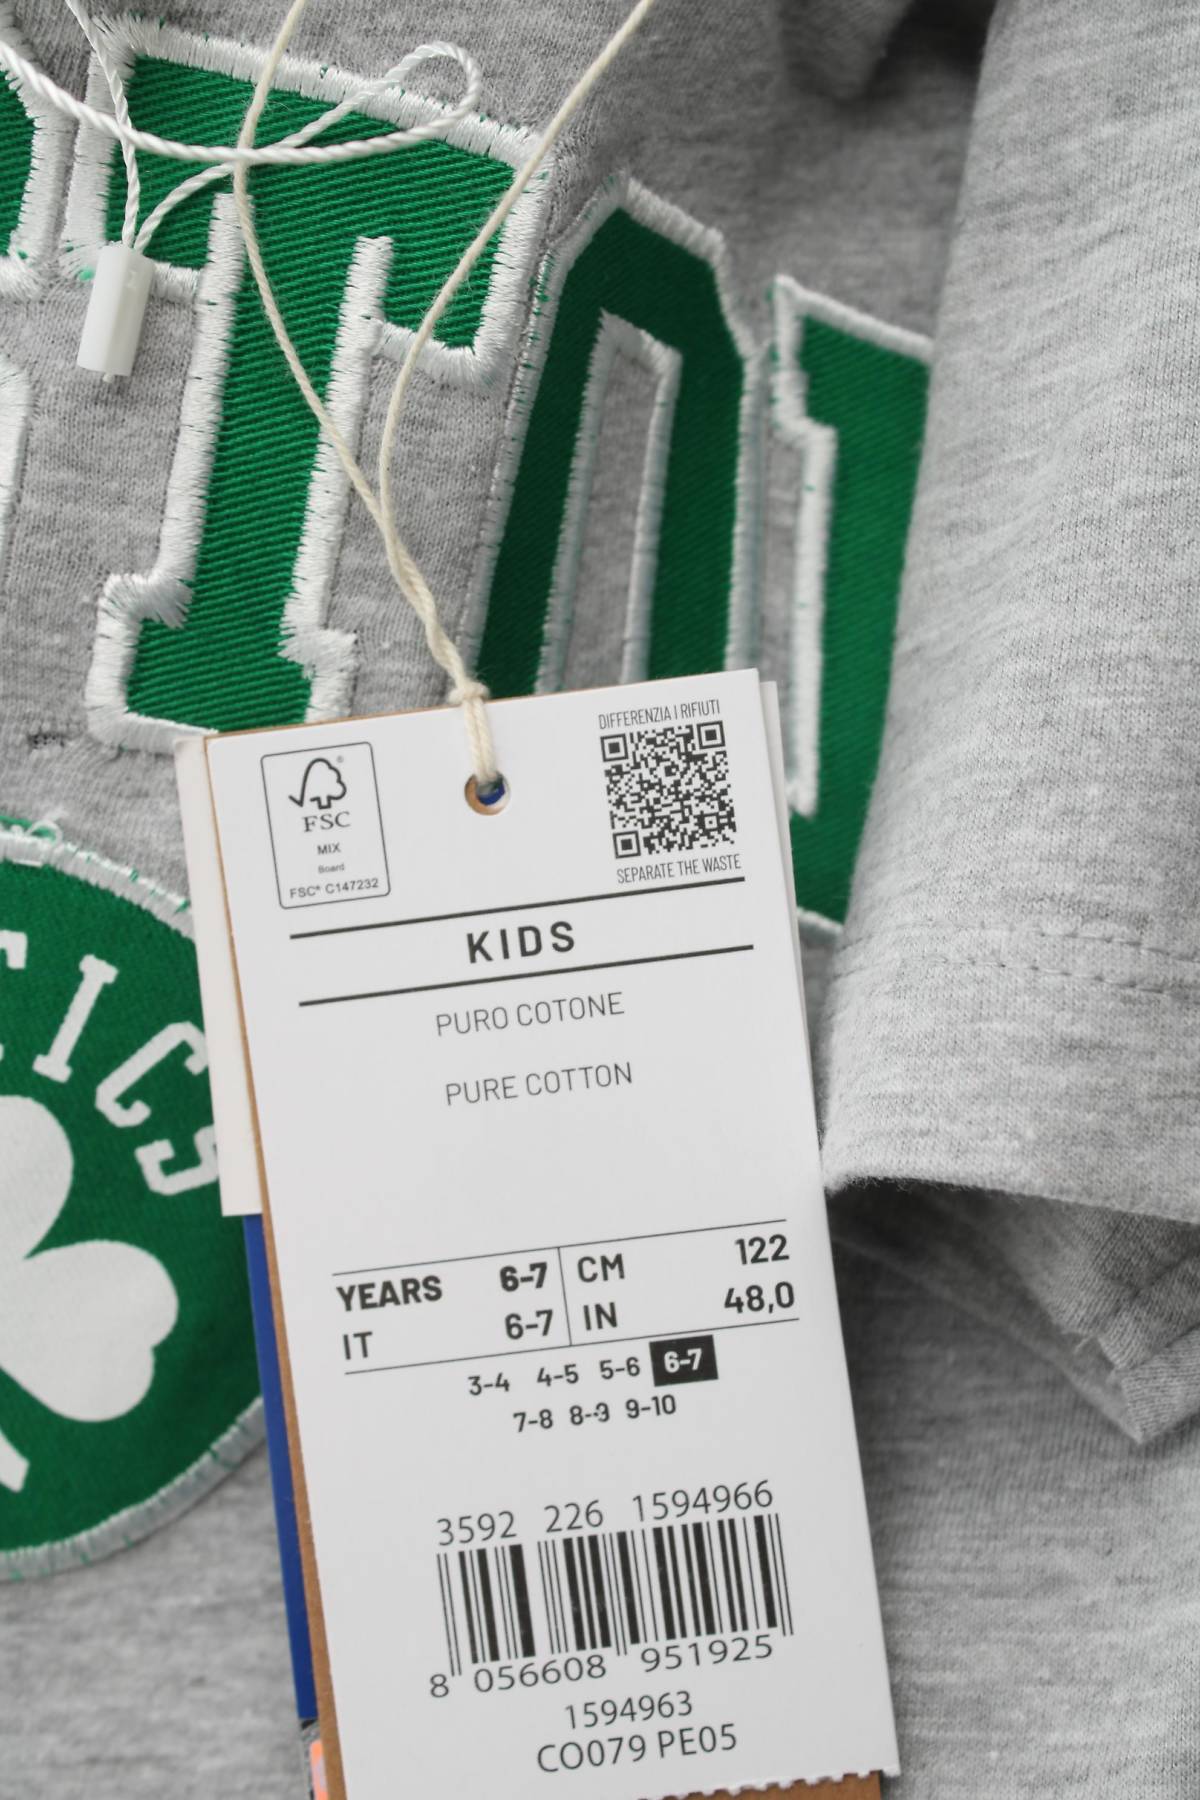 TON
TICS
FSC®
MIX
Board
FSC® C147232
DIFFERENZIA I RIFIUTI
SEPARATE THE WASTE
KIDS
PURO COTONE
PURE COTTON
YEARS 6-7 CM 122
IT 6-7 IN 48,0
3-4 4-5 5-6 6-7
7-8 8-9 9-10
3592 226 1594966
8 056608 951925
1594963
CO079 PE05